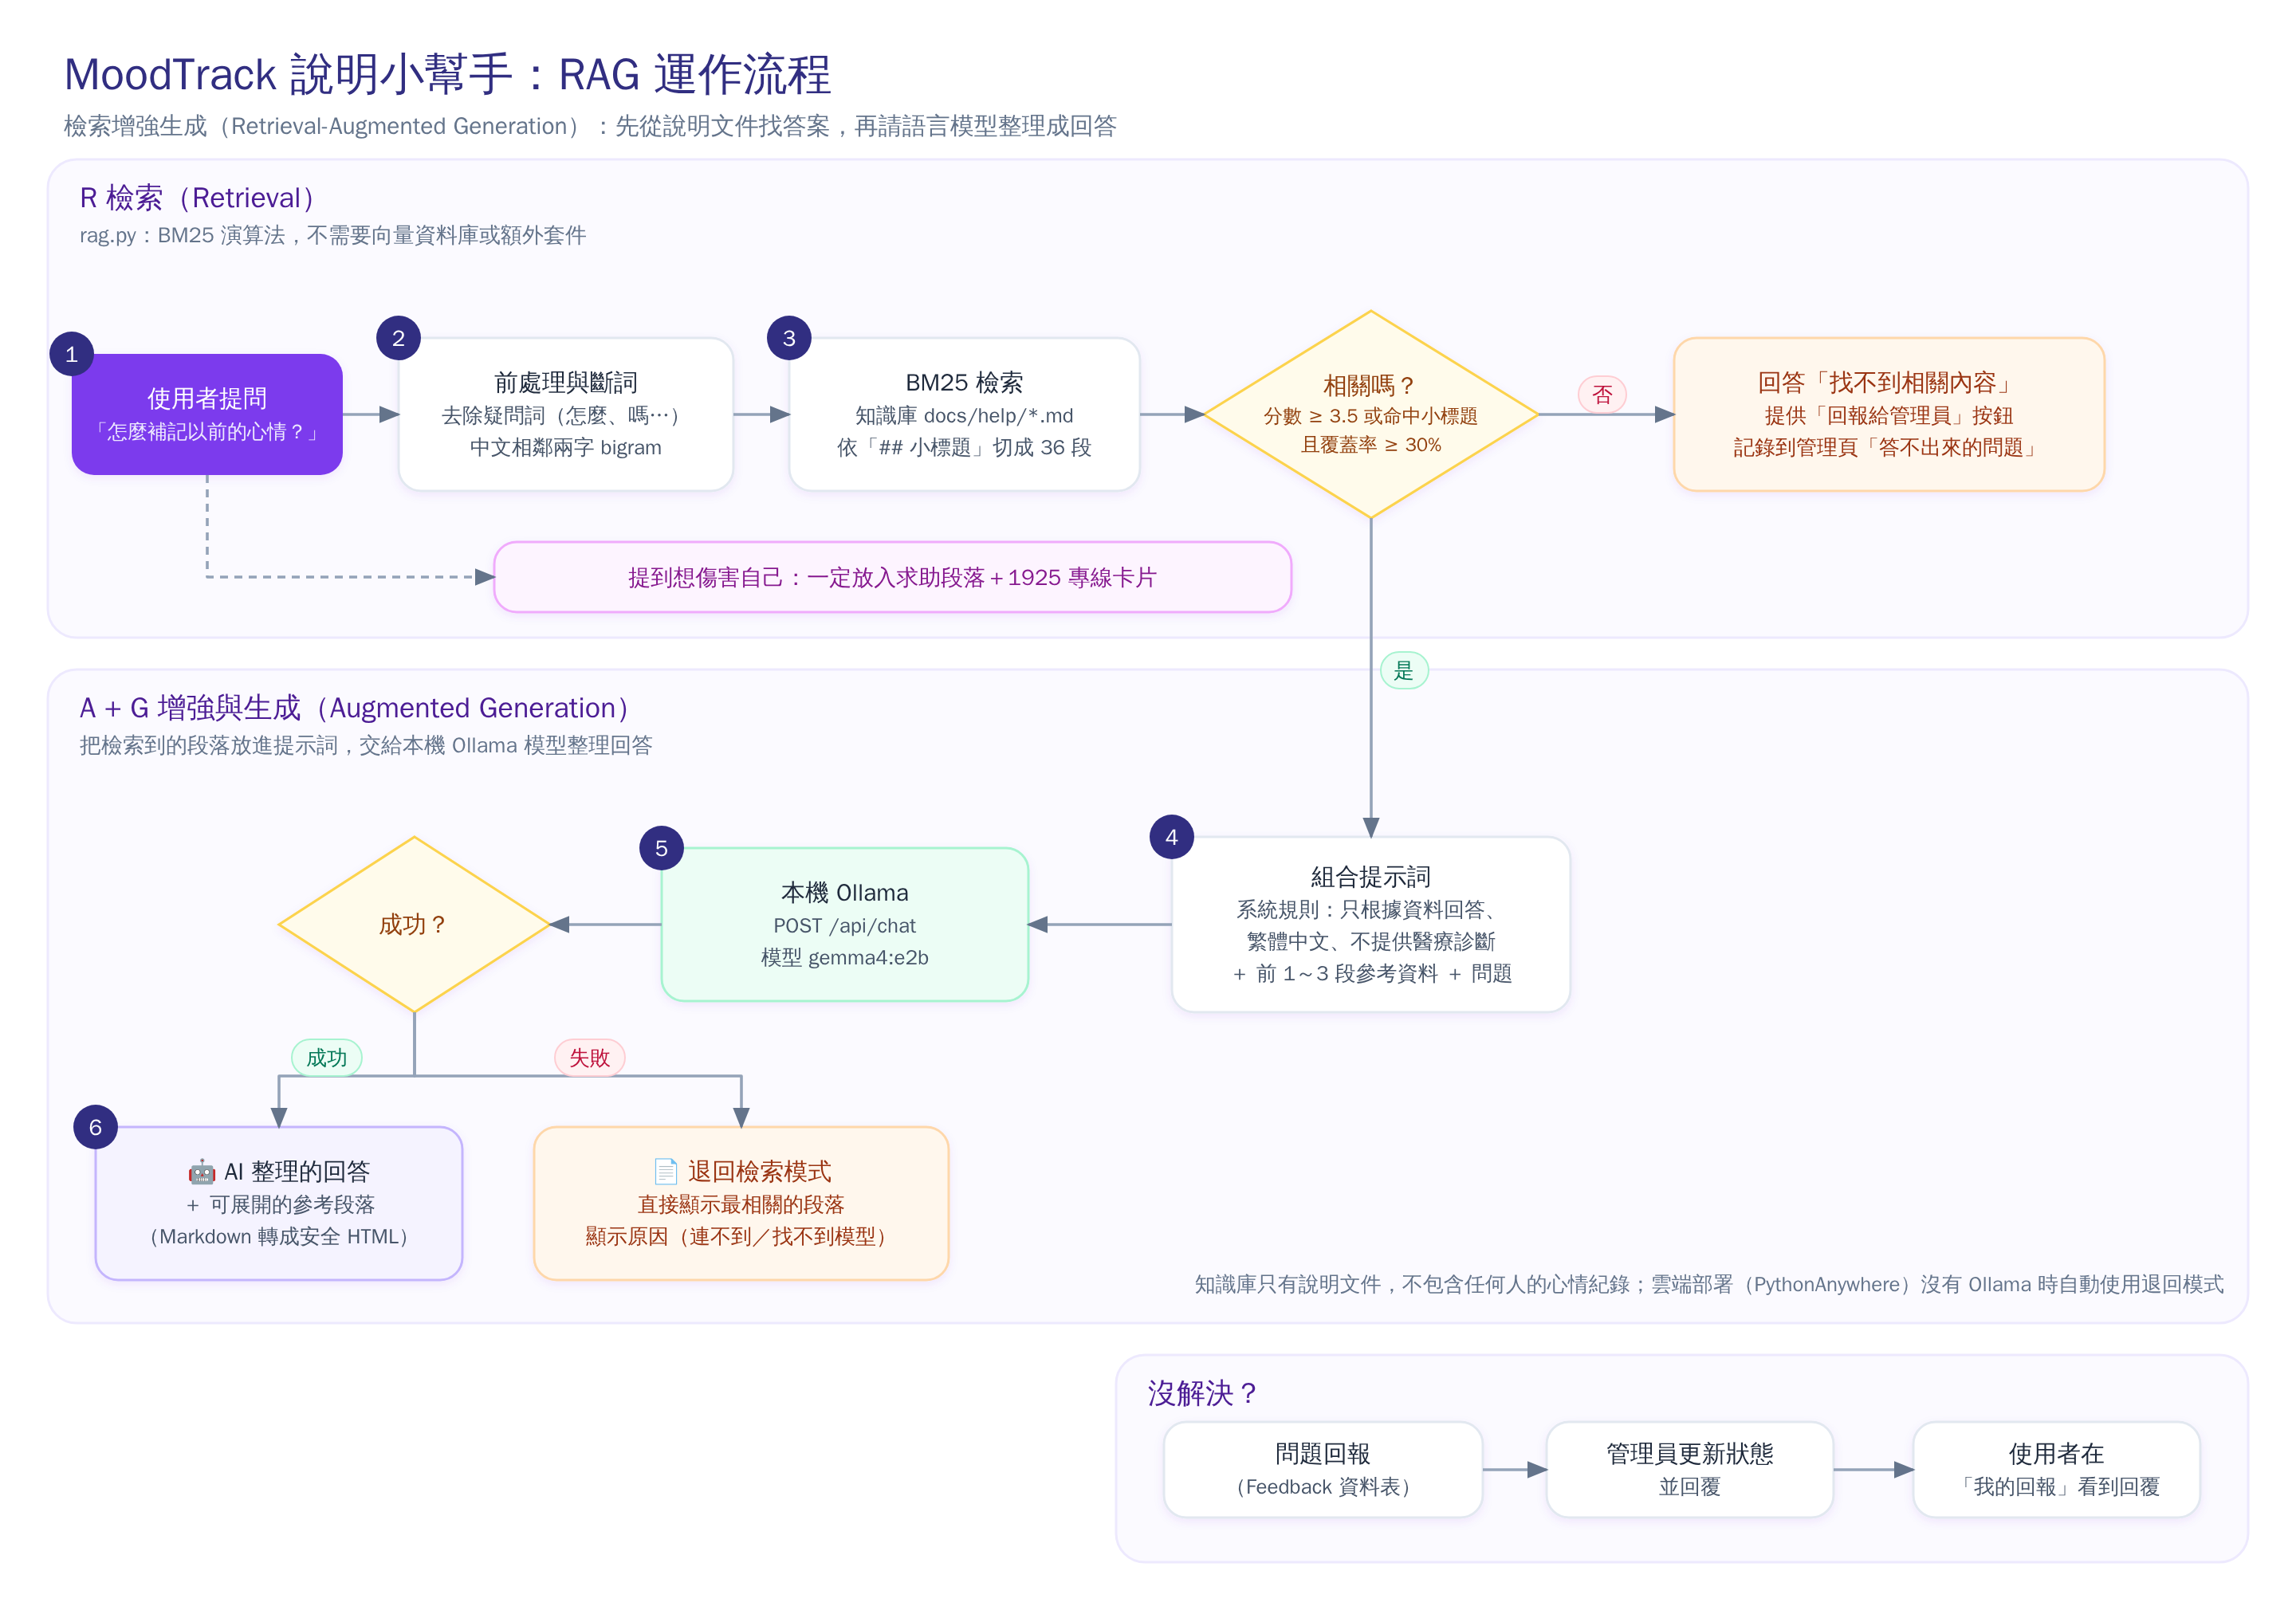 MoodTrack 說明小幫手：RAG 運作流程
檢索增強生成（Retrieval-Augmented Generation）：先從說明文件找答案，再請語言模型整理成回答
R 檢索（Retrieval）
rag.py：BM25 演算法，不需要向量資料庫或額外套件
1
使用者提問
「怎麼補記以前的心情？」
2
前處理與斷詞
去除疑問詞（怎麼、嗎⋯）
中文相鄰兩字 bigram
3
BM25 檢索
知識庫 docs/help/*.md
依「## 小標題」切成 36 段
相關嗎？
分數 ≥ 3.5 或命中小標題
且覆蓋率 ≥ 30%
否
回答「找不到相關內容」
提供「回報給管理員」按鈕
記錄到管理頁「答不出來的問題」
提到想傷害自己：一定放入求助段落＋1925 專線卡片
是
A + G 增強與生成（Augmented Generation）
把檢索到的段落放進提示詞，交給本機 Ollama 模型整理回答
4
組合提示詞
系統規則：只根據資料回答、
繁體中文、不提供醫療診斷
＋ 前 1~3 段參考資料 ＋ 問題
5
本機 Ollama
POST /api/chat
模型 gemma4:e2b
成功？
成功
失敗
6
🤖 AI 整理的回答
＋ 可展開的參考段落
（Markdown 轉成安全 HTML）
📄 退回檢索模式
直接顯示最相關的段落
顯示原因（連不到／找不到模型）
知識庫只有說明文件，不包含任何人的心情紀錄；雲端部署（PythonAnywhere）沒有 Ollama 時自動使用退回模式
沒解決？
問題回報
（Feedback 資料表）
管理員更新狀態
並回覆
使用者在
「我的回報」看到回覆